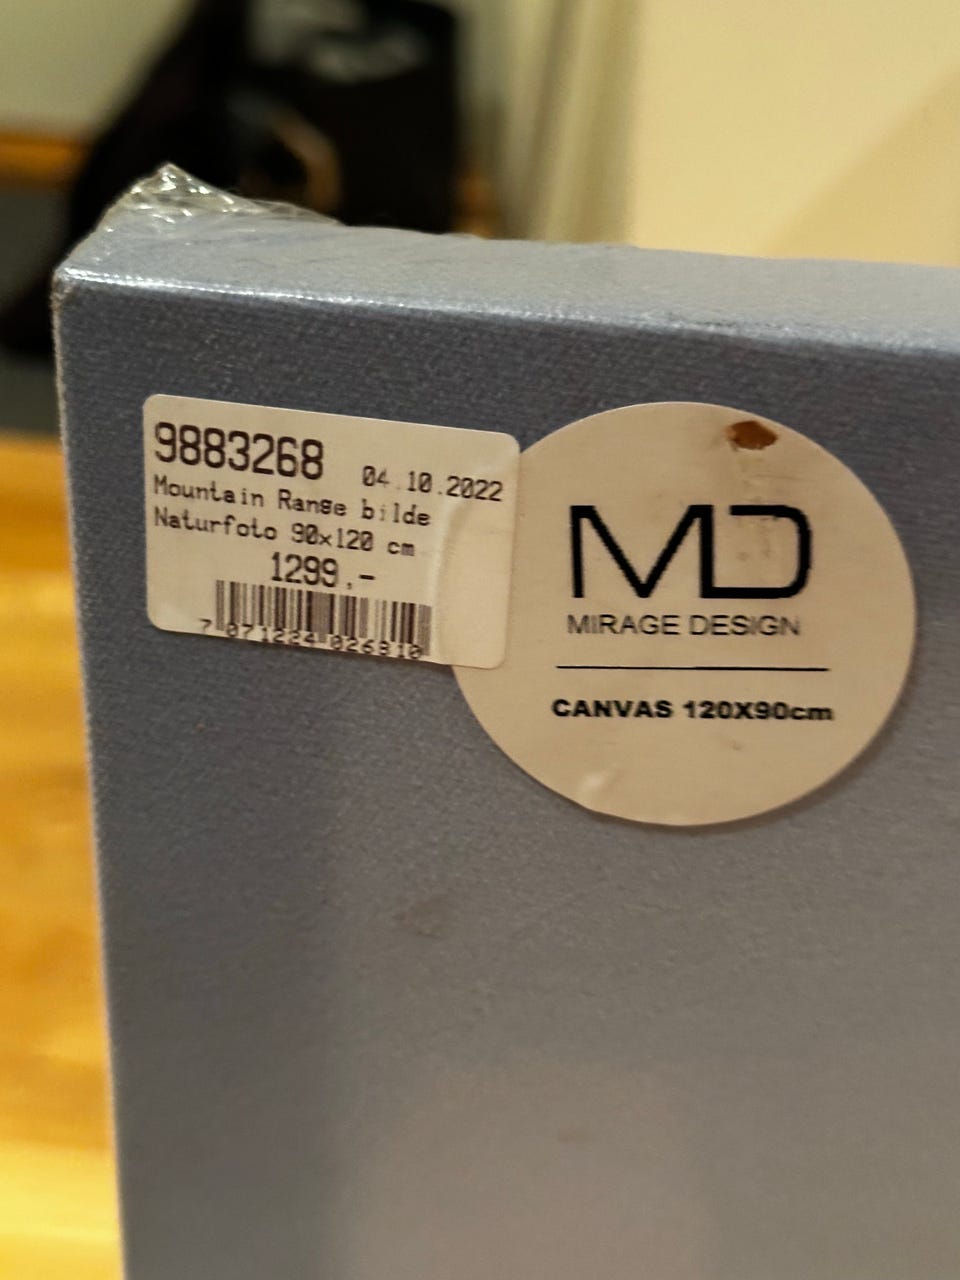 9883268 04.10.2022
Mountain Range bilde
Naturfoto 90x120 cm
1299,-
7 071224 026810
MD
MIRAGE DESIGN
CANVAS 120X90cm